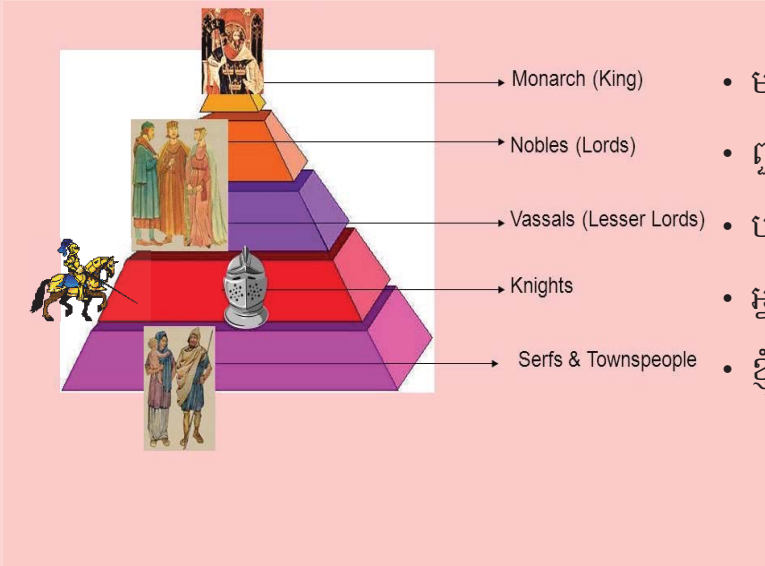 Monarch (King)
Nobles (Lords)
Vassals (Lesser Lords)
Knights
Serfs & Townspeople